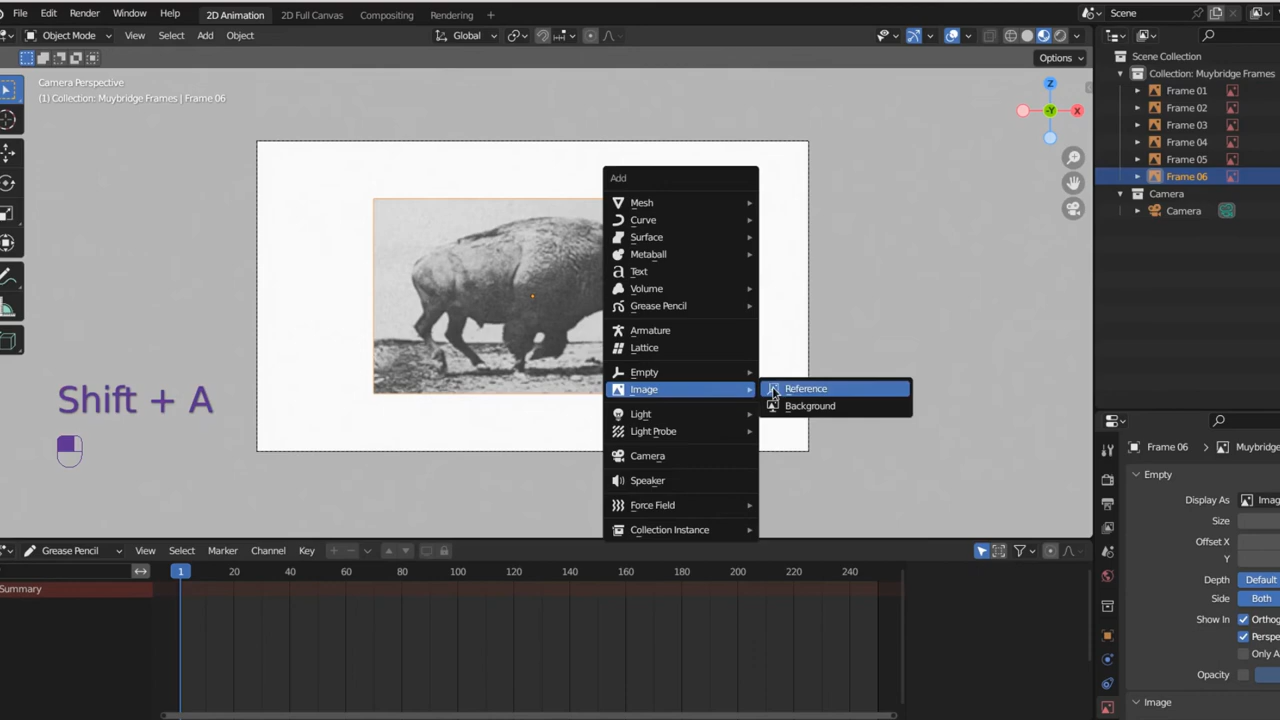 File Edit Render Window Help 2D Animation 2D Full Canvas Compositing Rendering + Scene
Object Mode View Select Add Object Global
Options
Camera Perspective
(1) Collection: Muybridge Frames | Frame 06
Z
-Y X
Scene Collection
Collection: Muybridge Frames
Frame 01
Frame 02
Frame 03
Frame 04
Frame 05
Frame 06
Camera
Camera
Add
Mesh
Curve
Surface
Metaball
Text
Volume
Grease Pencil
Armature
Lattice
Empty
Image
Light
Light Probe
Camera
Speaker
Force Field
Collection Instance
Reference
Background
Shift + A
Frame 06 > Muybridge
Empty
Display As Imag
Size
Offset X
Y
Depth Default
Side Both
Show In Orthog
Perspe
Only A
Opacity
Image
Grease Pencil View Select Marker Channel Key
1 20 40 60 80 100 120 140 160 180 200 220 240
Summary